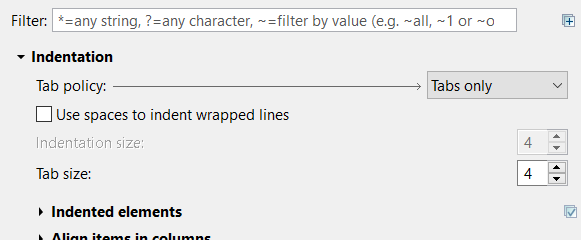 Filter: *=any string, ?=any character, ~=filter by value (e.g. ~all, ~1 or ~o
Indentation
Tab policy: Tabs only
Use spaces to indent wrapped lines
Indentation size: 4
Tab size: 4
Indented elements
Align items in columns